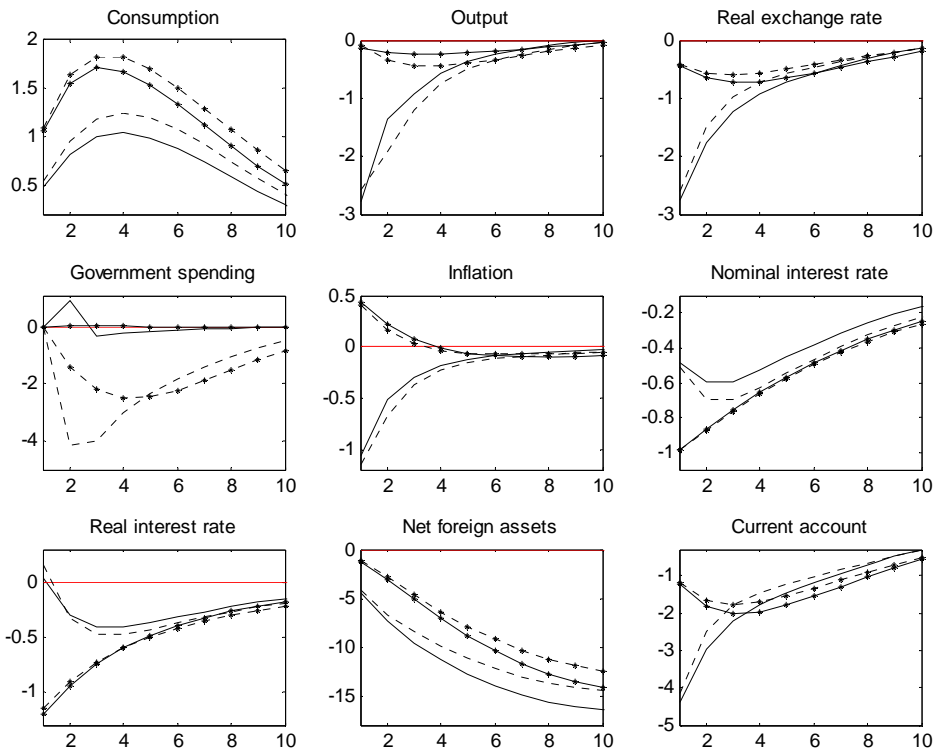 Consumption
Output
Real exchange rate
2
1.5
1
0.5
2 4 6 8 10
0
-1
-2
-3
2 4 6 8 10
0
-1
-2
-3
2 4 6 8 10
Government spending
Inflation
Nominal interest rate
0
-2
-4
2 4 6 8 10
0.5
0
-0.5
-1
2 4 6 8 10
-0.2
-0.4
-0.6
-0.8
-1
2 4 6 8 10
Real interest rate
Net foreign assets
Current account
0
-0.5
-1
2 4 6 8 10
0
-5
-10
-15
2 4 6 8 10
-1
-2
-3
-4
-5
2 4 6 8 10